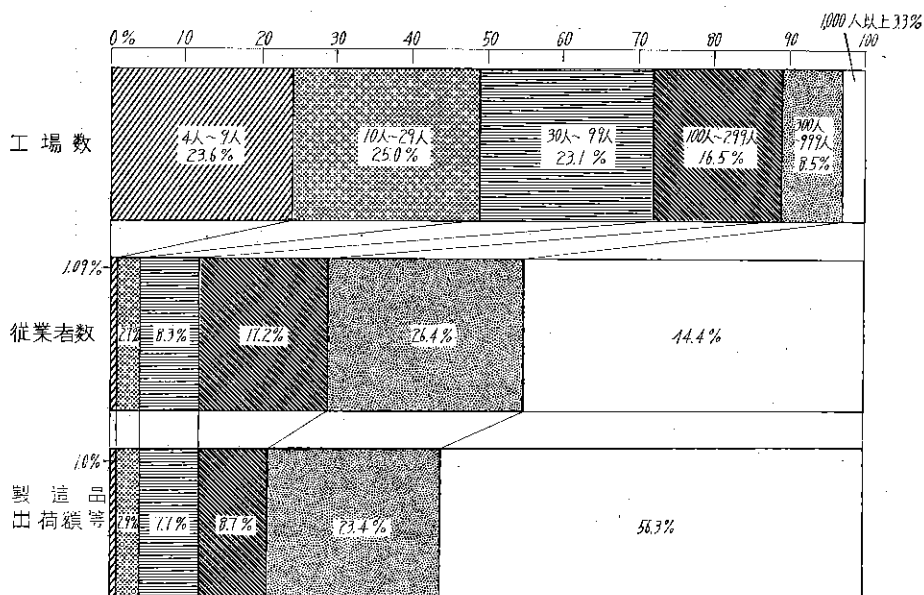 1,000人以上 3.3%
0% 10 20 30 40 50 60 70 80 90 100
工場数
4人~9人
23.6%
10人~29人
25.0%
30人~99人
23.1%
100人~299人
16.5%
300人
~999人
8.5%
1.09%
従業者数
8.3%
17.2%
26.4%
44.4%
1.0%
製造品
出荷額等
2.9%
7.7%
8.7%
23.4%
56.3%